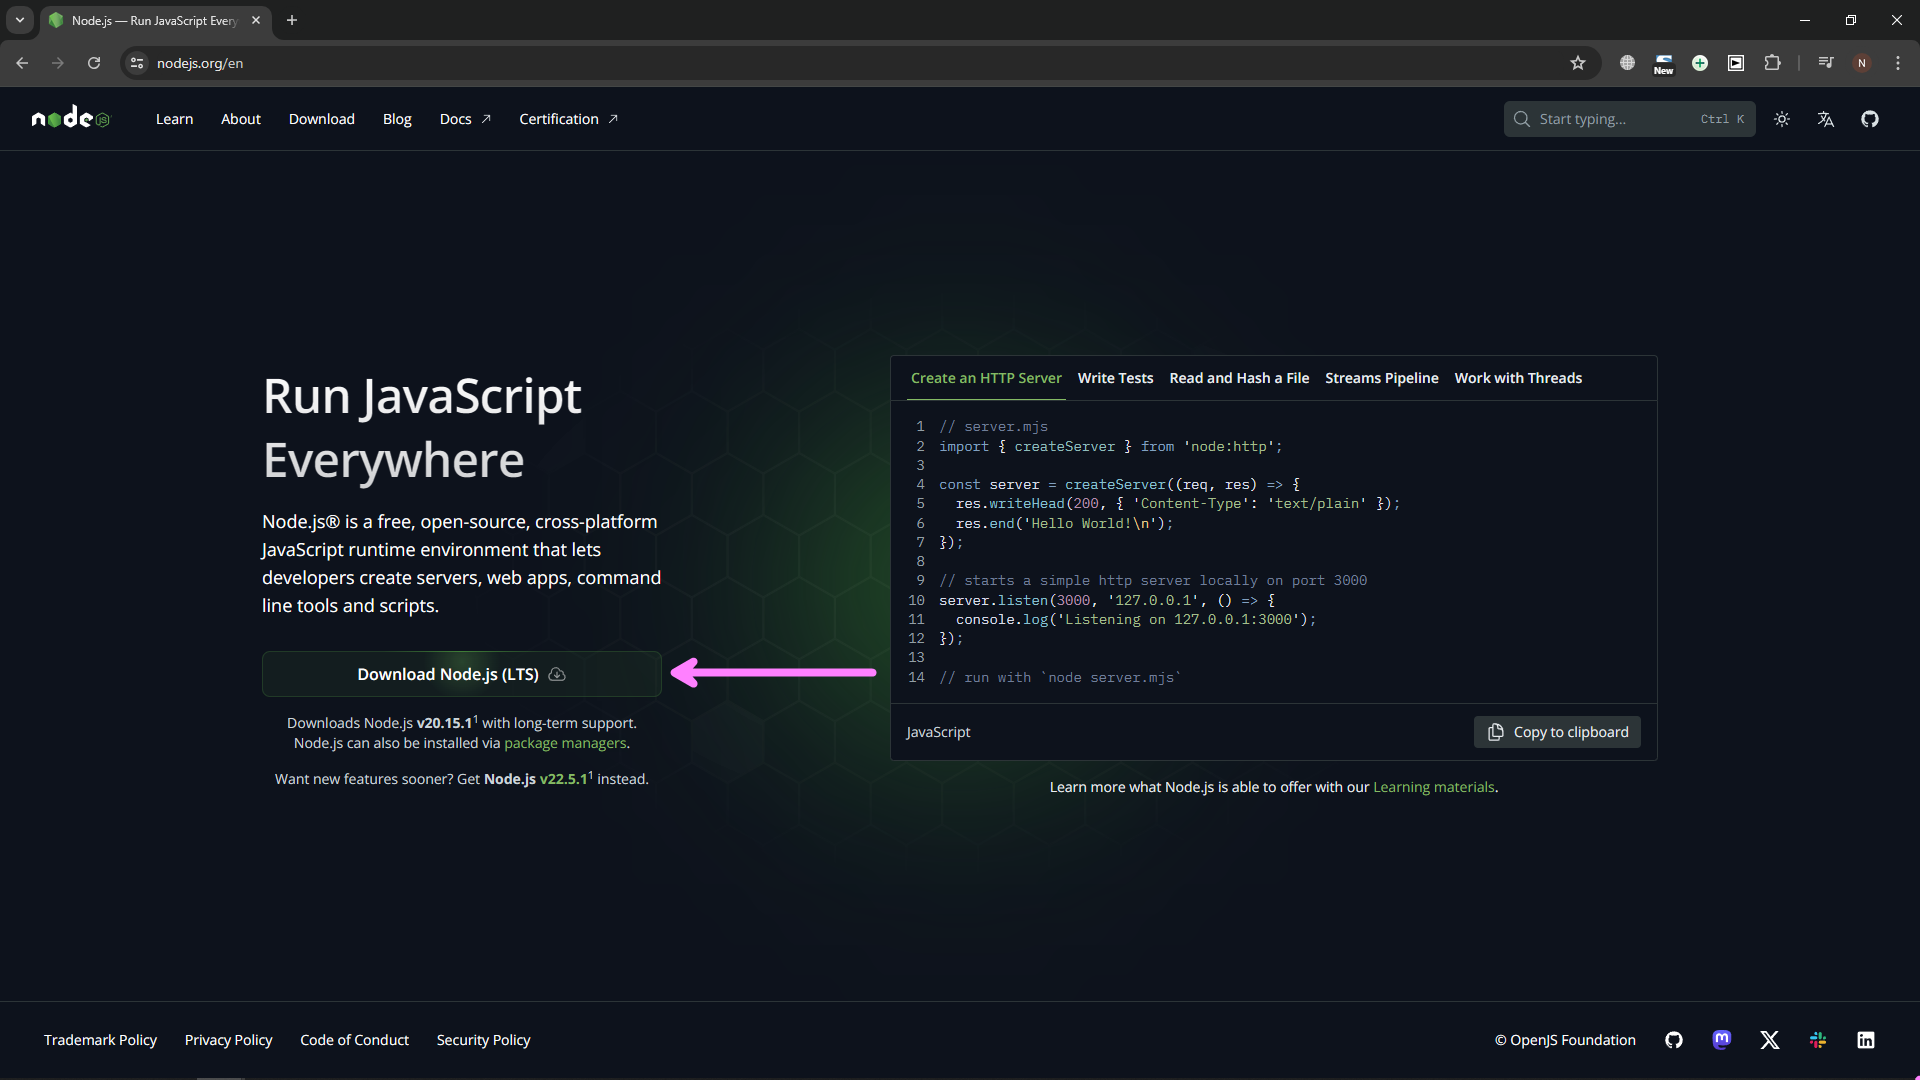 Node.js — Run JavaScript Every
nodejs.org/en
New
N
node
JS
Learn
About
Download
Blog
Docs
Certification
Start typing...
Ctrl K
Run JavaScript
Everywhere
Node.js® is a free, open-source, cross-platform
JavaScript runtime environment that lets
developers create servers, web apps, command
line tools and scripts.
Download Node.js (LTS)
Downloads Node.js v20.15.1¹ with long-term support.
Node.js can also be installed via package managers.
Want new features sooner? Get Node.js v22.5.1¹ instead.
Create an HTTP Server
Write Tests
Read and Hash a File
Streams Pipeline
Work with Threads
1 // server.mjs
2 import { createServer } from 'node:http';
3
4 const server = createServer((req, res) => {
5 res.writeHead(200, { 'Content-Type': 'text/plain' });
6 res.end('Hello World!\n');
7 });
8
9 // starts a simple http server locally on port 3000
10 server.listen(3000, '127.0.0.1', () => {
11 console.log('Listening on 127.0.0.1:3000');
12 });
13
14 // run with `node server.mjs`
JavaScript
Copy to clipboard
Learn more what Node.js is able to offer with our Learning materials.
Trademark Policy
Privacy Policy
Code of Conduct
Security Policy
© OpenJS Foundation